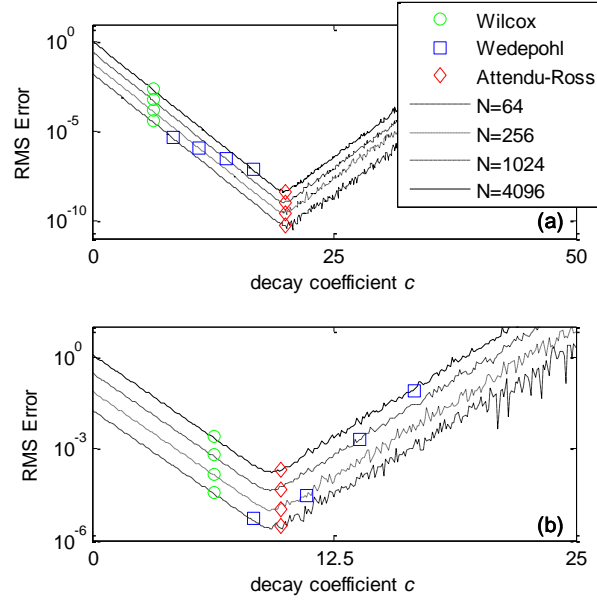 10^0
10^-5
10^-10
RMS Error
0
25
50
decay coefficient c
(a)
Wilcox
Wedepohl
Attendu-Ross
N=64
N=256
N=1024
N=4096
10^0
10^-3
10^-6
RMS Error
0
12.5
25
decay coefficient c
(b)